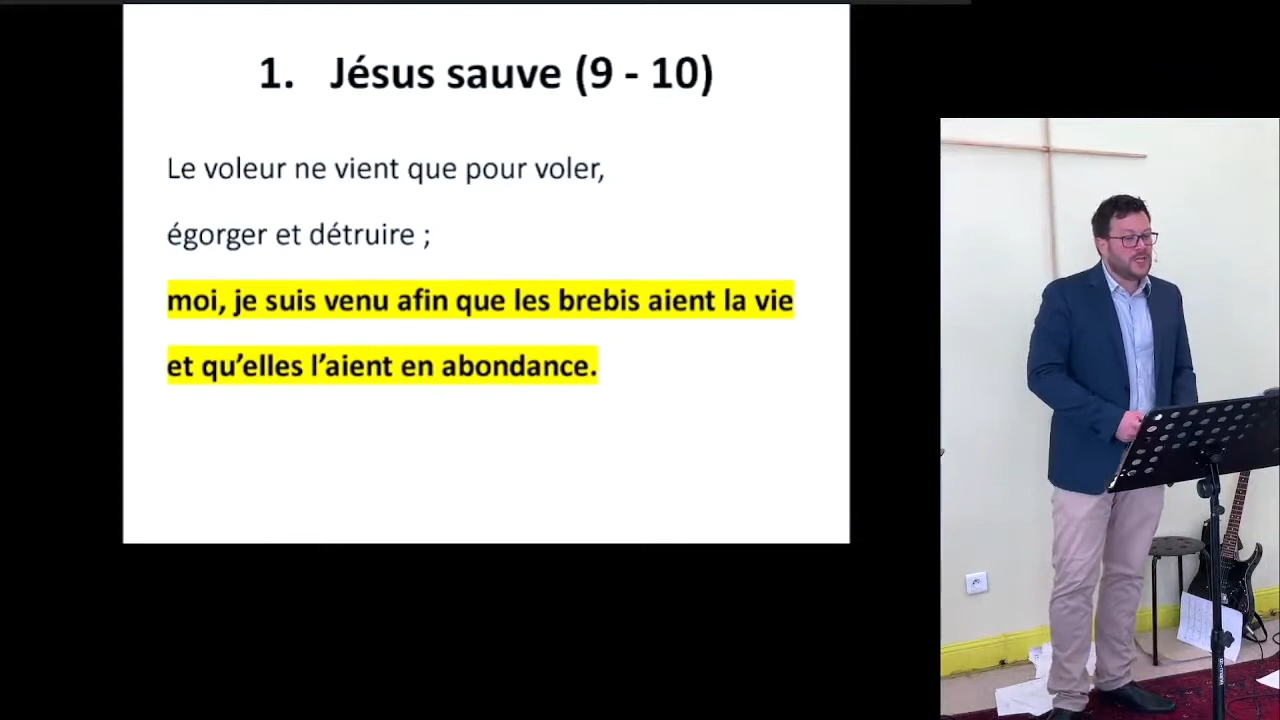 1. Jésus sauve (9 - 10)
Le voleur ne vient que pour voler,
égorger et détruire ;
moi, je suis venu afin que les brebis aient la vie
et qu’elles l’aient en abondance.